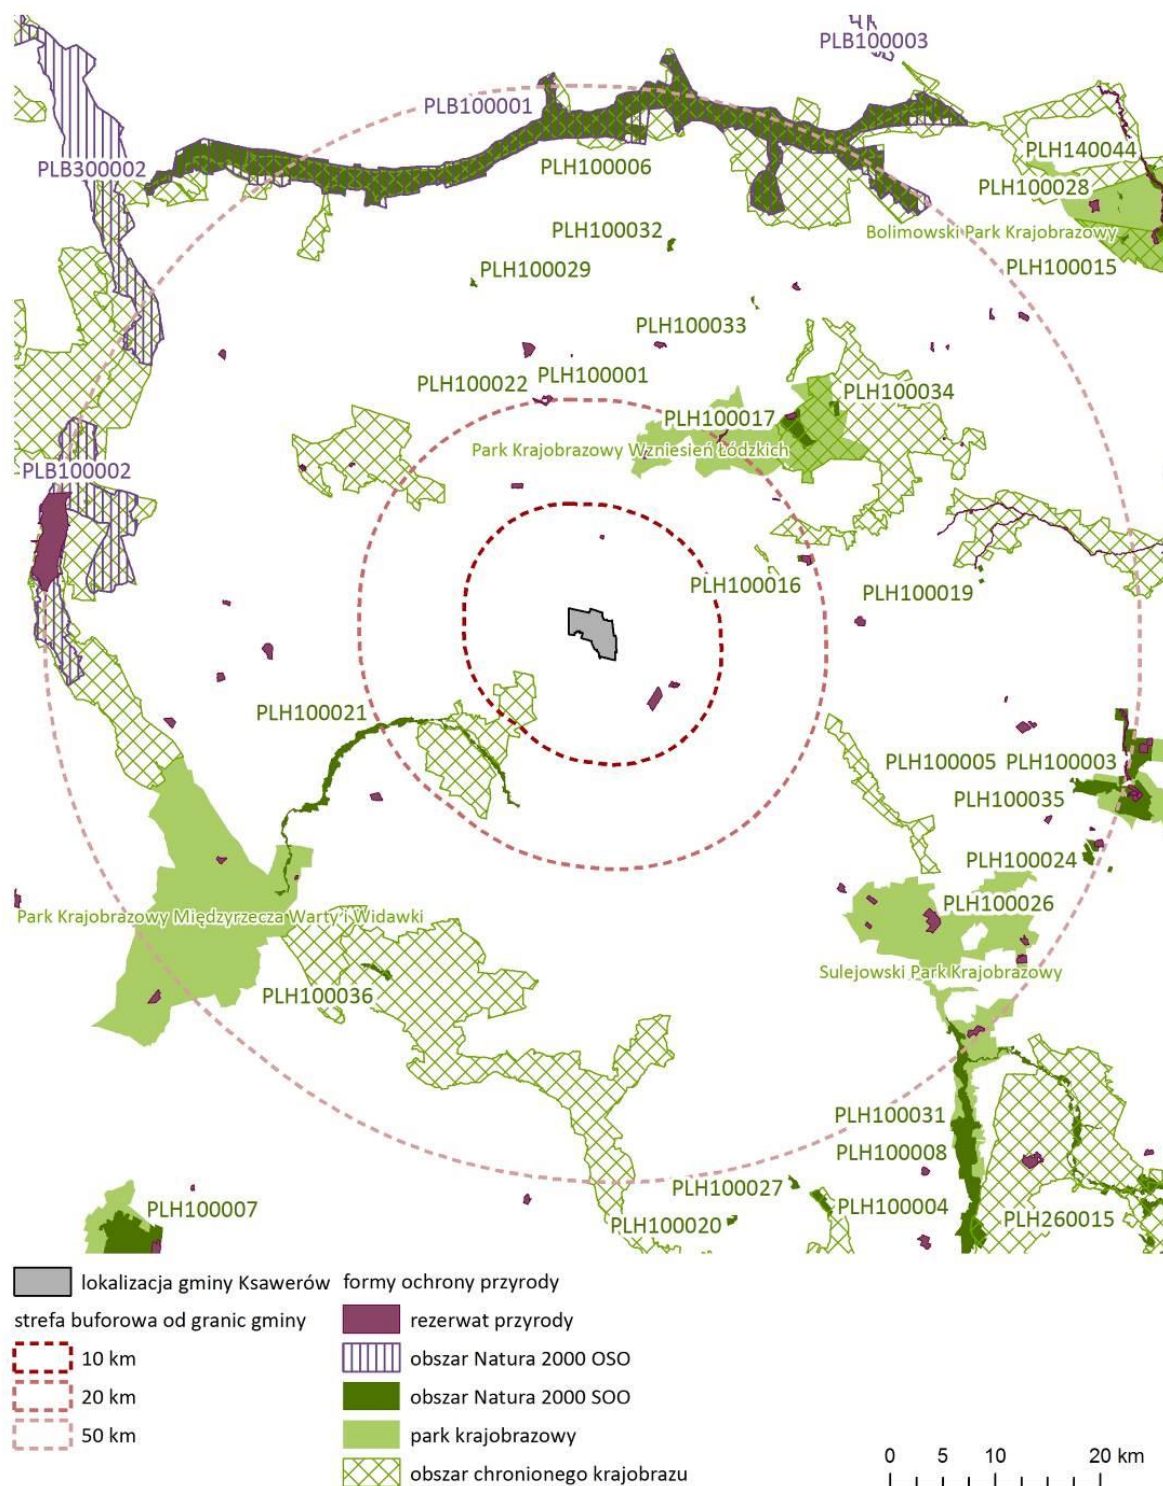 PLB100003
PLB100001
PLH140044
PLB300002
PLH100006
PLH100028
PLH100032
Bolimowski Park Krajobrazowy
PLH100029
PLH100015
PLH100033
PLH100022
PLH100001
PLH100034
PLH100017
Park Krajobrazowy Wzniesień Łódzkich
PLB100002
PLH100016
PLH100019
PLH100021
PLH100005
PLH100003
PLH100035
PLH100024
PLH100026
Park Krajobrazowy Międzyrzecza Warty i Widawki
Sulejowski Park Krajobrazowy
PLH100036
PLH100031
PLH100008
PLH100027
PLH100007
PLH100004
PLH100020
PLH260015
lokalizacja gminy Ksawerów
strefa buforowa od granic gminy
10 km
20 km
50 km
formy ochrony przyrody
rezerwat przyrody
obszar Natura 2000 OSO
obszar Natura 2000 SOO
park krajobrazowy
obszar chronionego krajobrazu
0 5 10 20 km